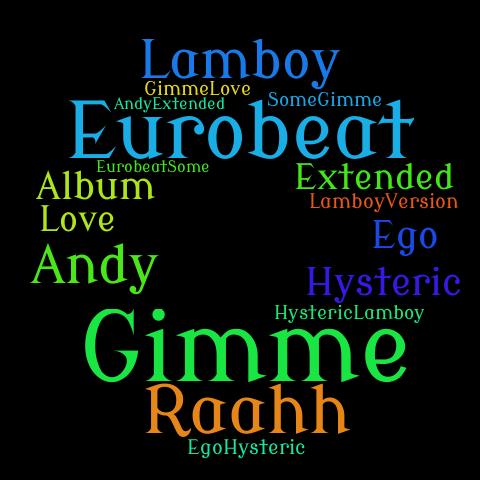 Lamboy
GimmeLove
SomeGimme
AndyExtended
Eurobeat
EurobeatSome
Extended
Album
LamboyVersion
Love
Ego
Andy
Hysteric
HystericLamboy
Gimme
Raahh
EgoHysteric